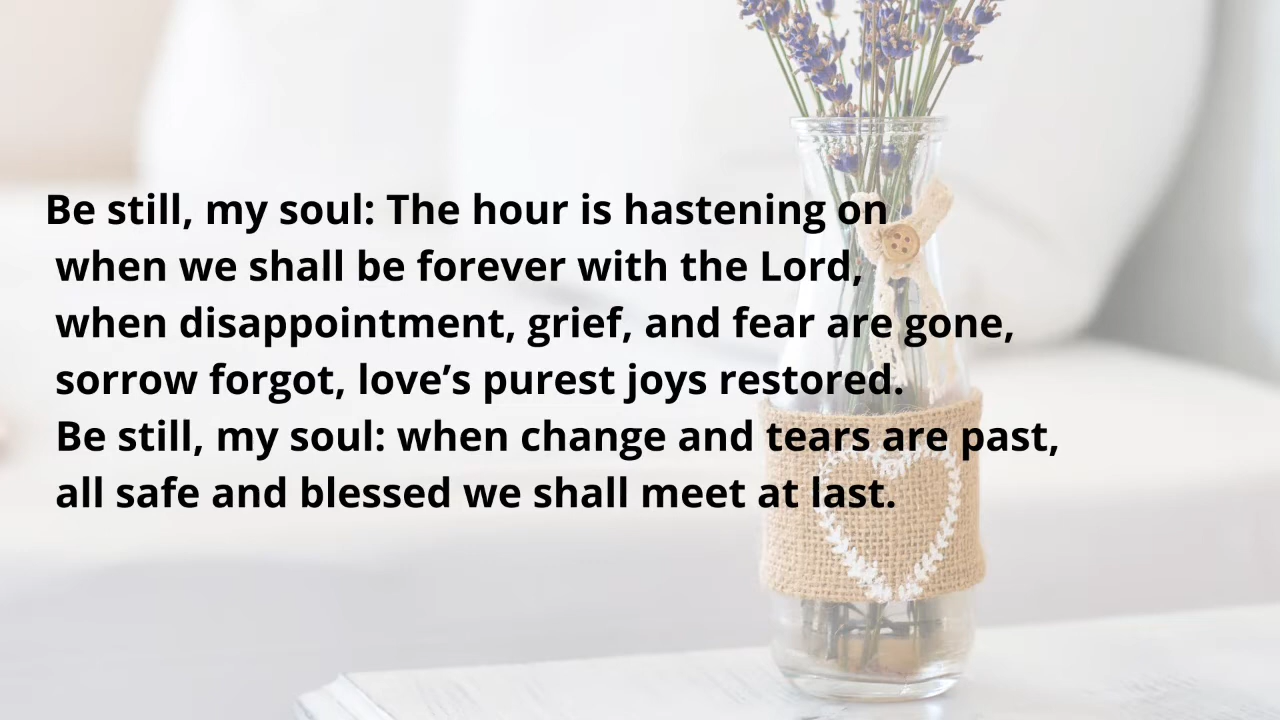 Be still, my soul: The hour is hastening on
when we shall be forever with the Lord,
when disappointment, grief, and fear are gone,
sorrow forgot, love’s purest joys restored.
Be still, my soul: when change and tears are past,
all safe and blessed we shall meet at last.